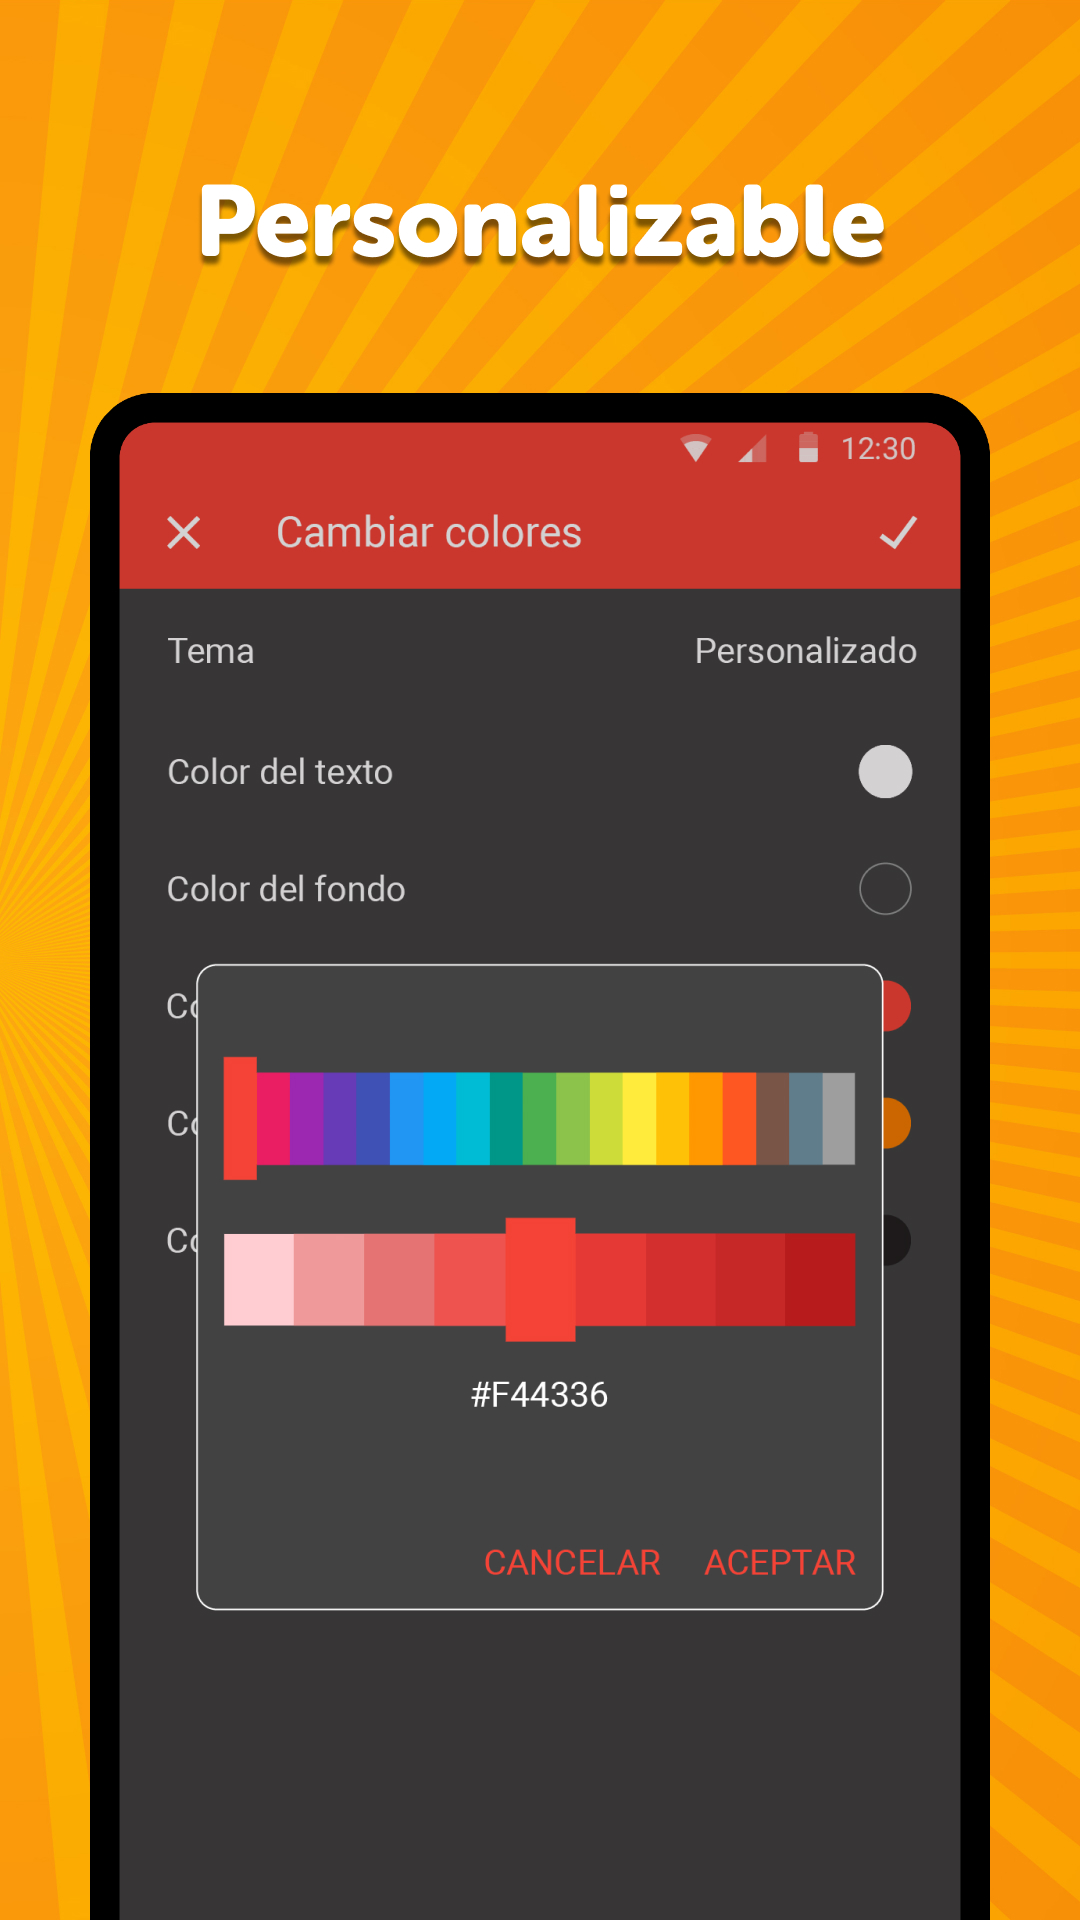 Personalizable
12:30
Cambiar colores
Tema Personalizado
Color del texto
Color del fondo
Co
Co
Co
#F44336
CANCELAR ACEPTAR